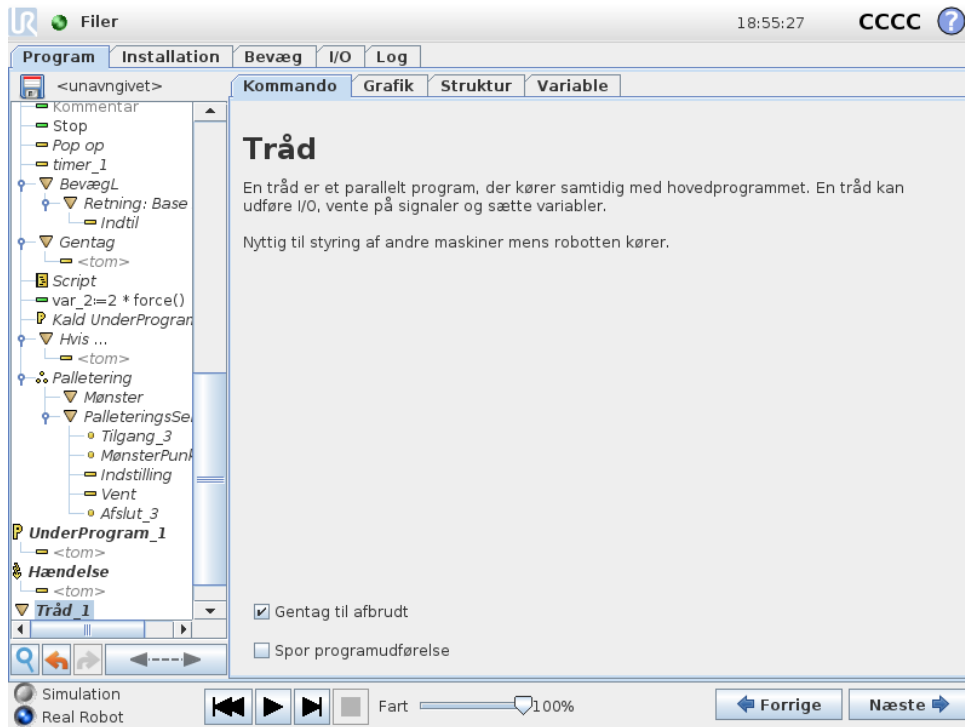 Filer
18:55:27
CCCC
?
Program
Installation
Bevæg
I/O
Log
<unavngivet>
Kommando
Grafik
Struktur
Variable
Kommentar
Stop
Pop op
timer_1
BevægL
Retning: Base
Indtil
Gentag
<tom>
Script
var_2:=2 * force()
Kald UnderProgran
Hvis ...
<tom>
Palletering
Mønster
PalleteringsSe
Tilgang_3
MønsterPunk
Indstilling
Vent
Afslut_3
UnderProgram_1
<tom>
Hændelse
<tom>
Tråd_1
Tråd
En tråd er et parallelt program, der kører samtidig med hovedprogrammet. En tråd kan
udføre I/O, vente på signaler og sætte variabler.
Nyttig til styring af andre maskiner mens robotten kører.
Gentag til afbrudt
Spor programudførelse
Simulation
Real Robot
Fart
100%
Forrige
Næste